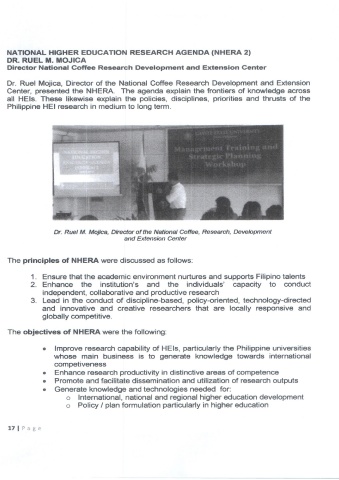 NATIONAL HIGHER EDUCATION RESEARCH AGENDA (NHERA 2)
DR. RUEL M. MOJICA
Director National Coffee Research Development and Extension Center
Dr. Ruel Mojica, Director of the National Coffee Research Development and Extension
Center, presented the NHERA. The agenda explain the frontiers of knowledge across
all HEIs. These likewise explain the policies, disciplines, priorities and thrusts of the
Philippine HEI research in medium to long term.
Management Training and
Strategic Planning
Workshop
Dr. Ruel M. Mojica, Director of the National Coffee, Research, Development
and Extension Center
The principles of NHERA were discussed as follows:
1. Ensure that the academic environment nurtures and supports Filipino talents
2. Enhance the institution's and the individuals' capacity to conduct
independent, collaborative and productive research
3. Lead in the conduct of discipline-based, policy-oriented, technology-directed
and innovative and creative researchers that are locally responsive and
globally competitive.
The objectives of NHERA were the following:
• Improve research capability of HEIs, particularly the Philippine universities
whose main business is to generate knowledge towards international
competiveness
• Enhance research productivity in distinctive areas of competence
• Promote and facilitate dissemination and utilization of research outputs
• Generate knowledge and technologies needed for:
o International, national and regional higher education development
o Policy / plan formulation particularly in higher education
17 | Page